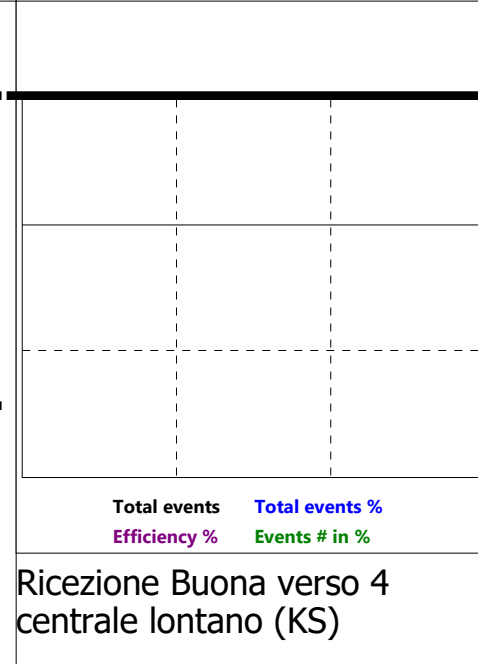 Total events Total events %
Efficiency % Events # in %
Ricezione Buona verso 4
centrale lontano (KS)